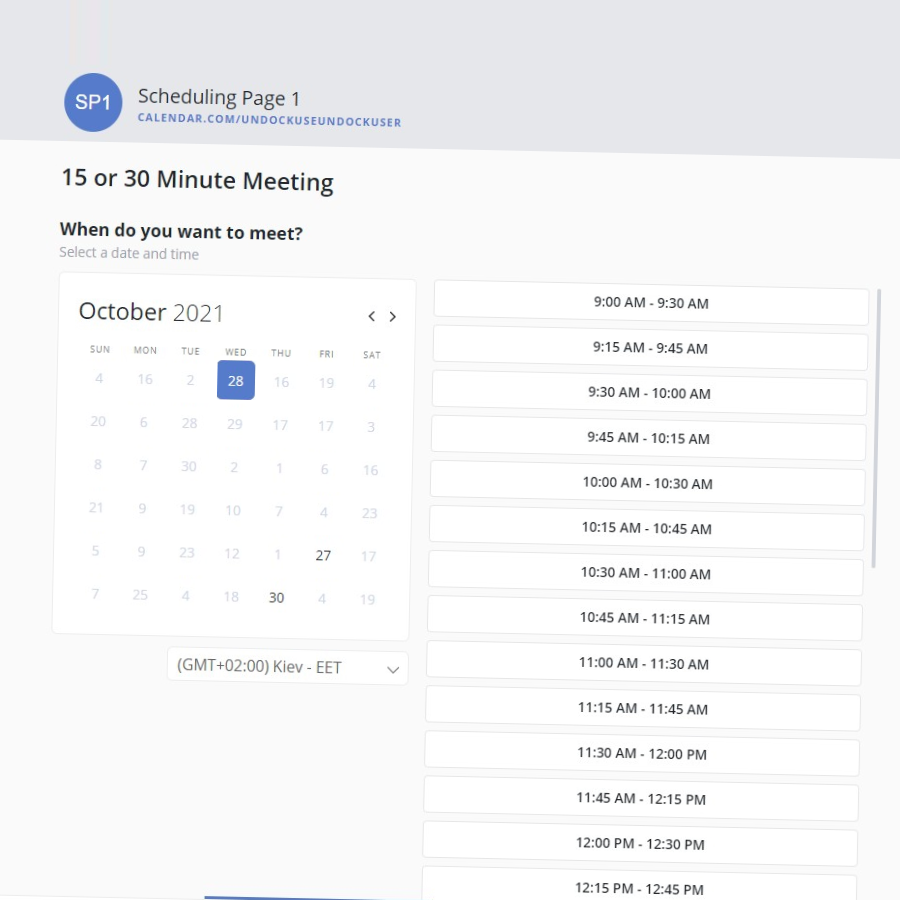 SP1
Scheduling Page 1
CALENDAR.COM/UNDOCKUSEUNDOCKUSER
15 or 30 Minute Meeting
When do you want to meet?
Select a date and time
October 2021
SUN MON TUE WED THU FRI SAT
4 16 2 28 16 19 4
20 6 28 29 17 17 3
8 7 30 2 1 6 16
21 9 19 10 7 4 23
5 9 23 12 1 27 17
7 25 4 18 30 4 19
(GMT+02:00) Kiev - EET
9:00 AM - 9:30 AM
9:15 AM - 9:45 AM
9:30 AM - 10:00 AM
9:45 AM - 10:15 AM
10:00 AM - 10:30 AM
10:15 AM - 10:45 AM
10:30 AM - 11:00 AM
10:45 AM - 11:15 AM
11:00 AM - 11:30 AM
11:15 AM - 11:45 AM
11:30 AM - 12:00 PM
11:45 AM - 12:15 PM
12:00 PM - 12:30 PM
12:15 PM - 12:45 PM